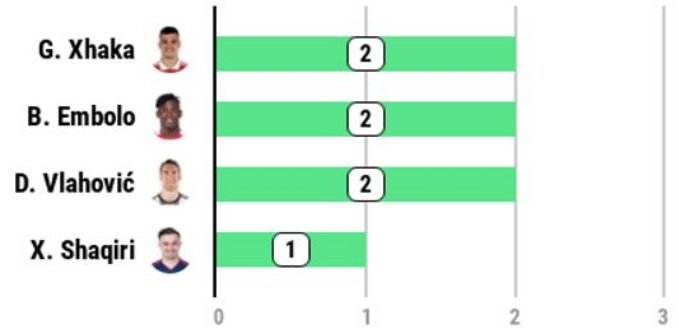 G. Xhaka 2
B. Embolo 2
D. Vlahović 2
X. Shaqiri 1
0 1 2 3